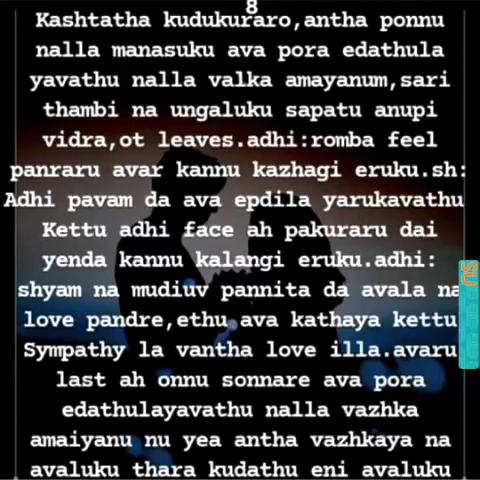 8
Kashtatha kudukuraro,antha ponnu
nalla manasuku ava pora edathula
yavathu nalla valka amayanum,sari
thambi na ungaluku sapatu anupi
vidra,ot leaves.adhi:romba feel
panraru avar kannu kazhagi eruku.sh:
Adhi pavam da ava epdila yarukavathu
Kettu adhi face ah pakuraru dai
yenda kannu kalangi eruku.adhi:
shyam na mudiuv pannita da avala na
love pandre,ethu ava kathaya kettu
Sympathy la vantha love illa.avaru
last ah onnu sonnare ava pora
edathulayavathu nalla vazhka
amaiyanu nu yea antha vazhkaya na
avaluku thara kudathu eni avaluku
SU